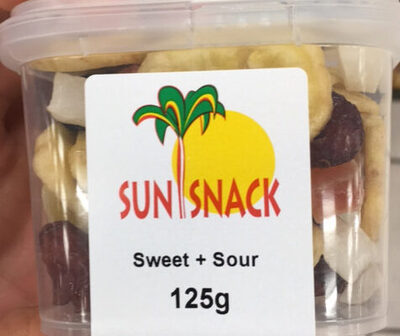 SUN SNACK
Sweet + Sour
125g